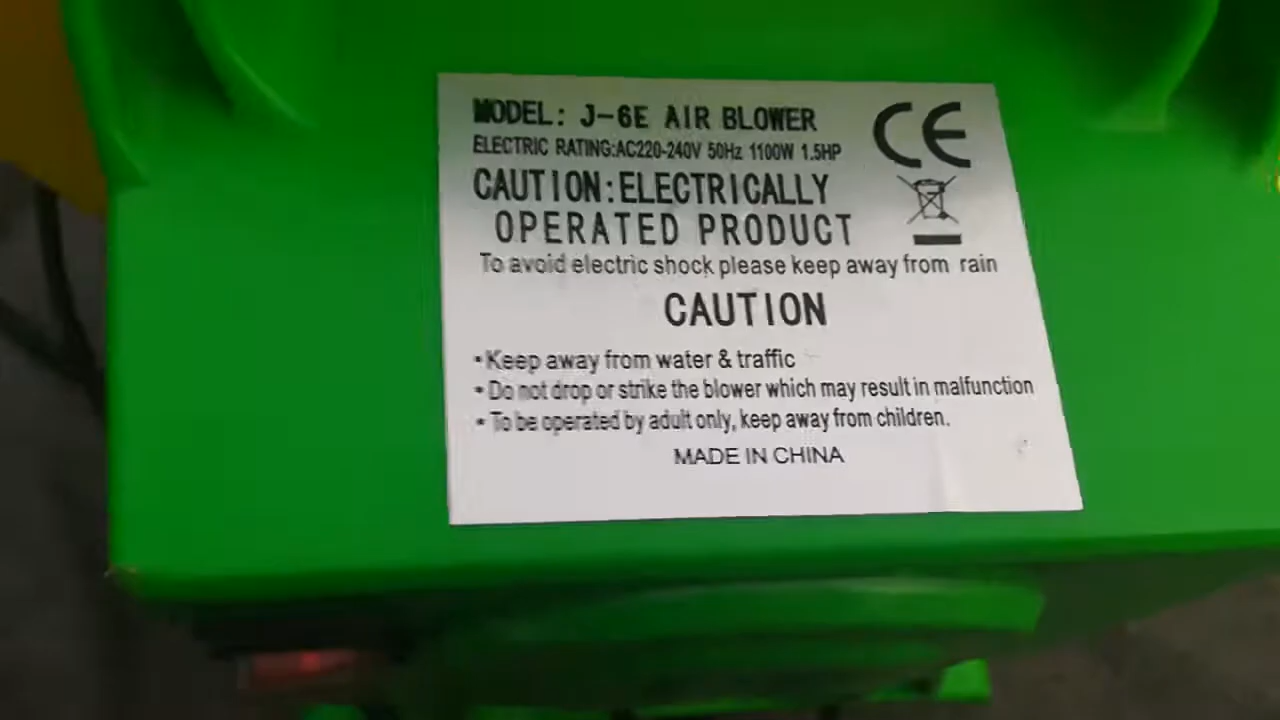 MODEL: J-6E AIR BLOWER
ELECTRIC RATING:AC220-240V 50Hz 1100W 1.5HP
CAUTION:ELECTRICALLY
OPERATED PRODUCT
To avoid electric shock please keep away from rain
CAUTION
•Keep away from water & traffic
•Do not drop or strike the blower which may result in malfunction
•To be operated by adult only, keep away from children.
MADE IN CHINA
CE